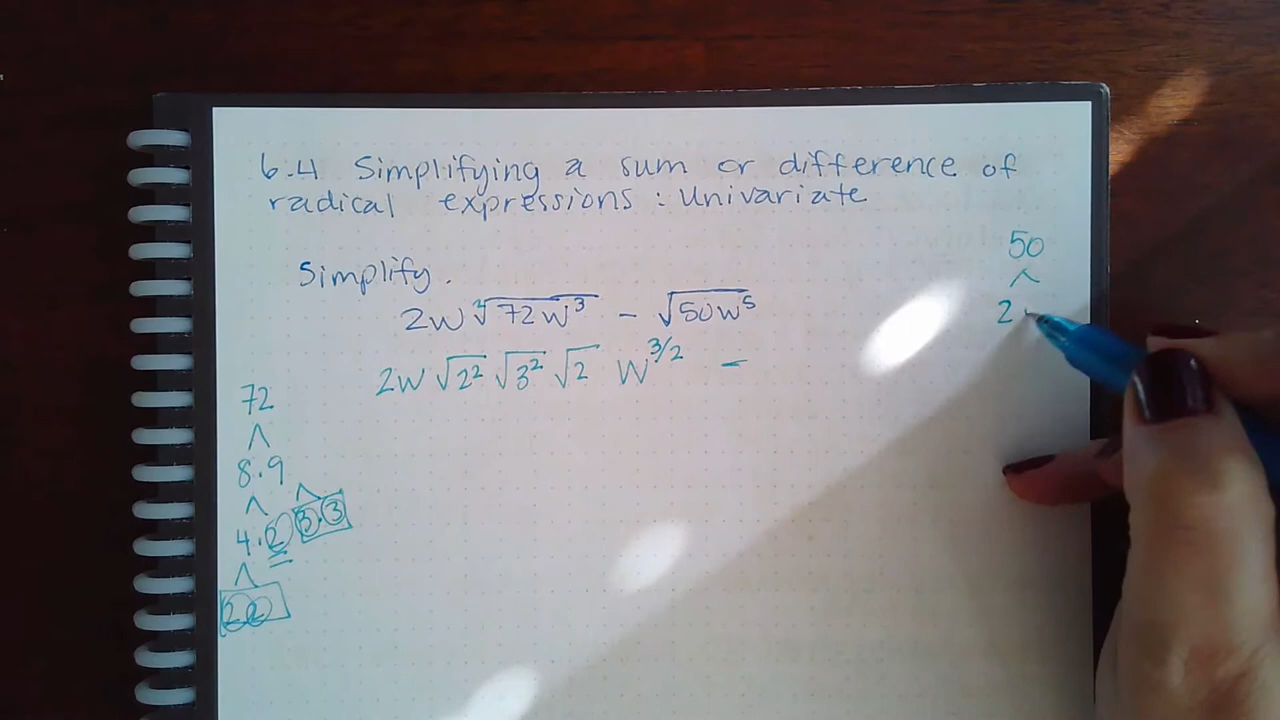 6.4 Simplifying a sum or difference of
radical expressions : Univariate
Simplify.
2w ²√72w³ - √50w⁵
2w √2² √3² √2 w^3/2 -
72
8.9
4.2 3.3
2 2
50
2 .